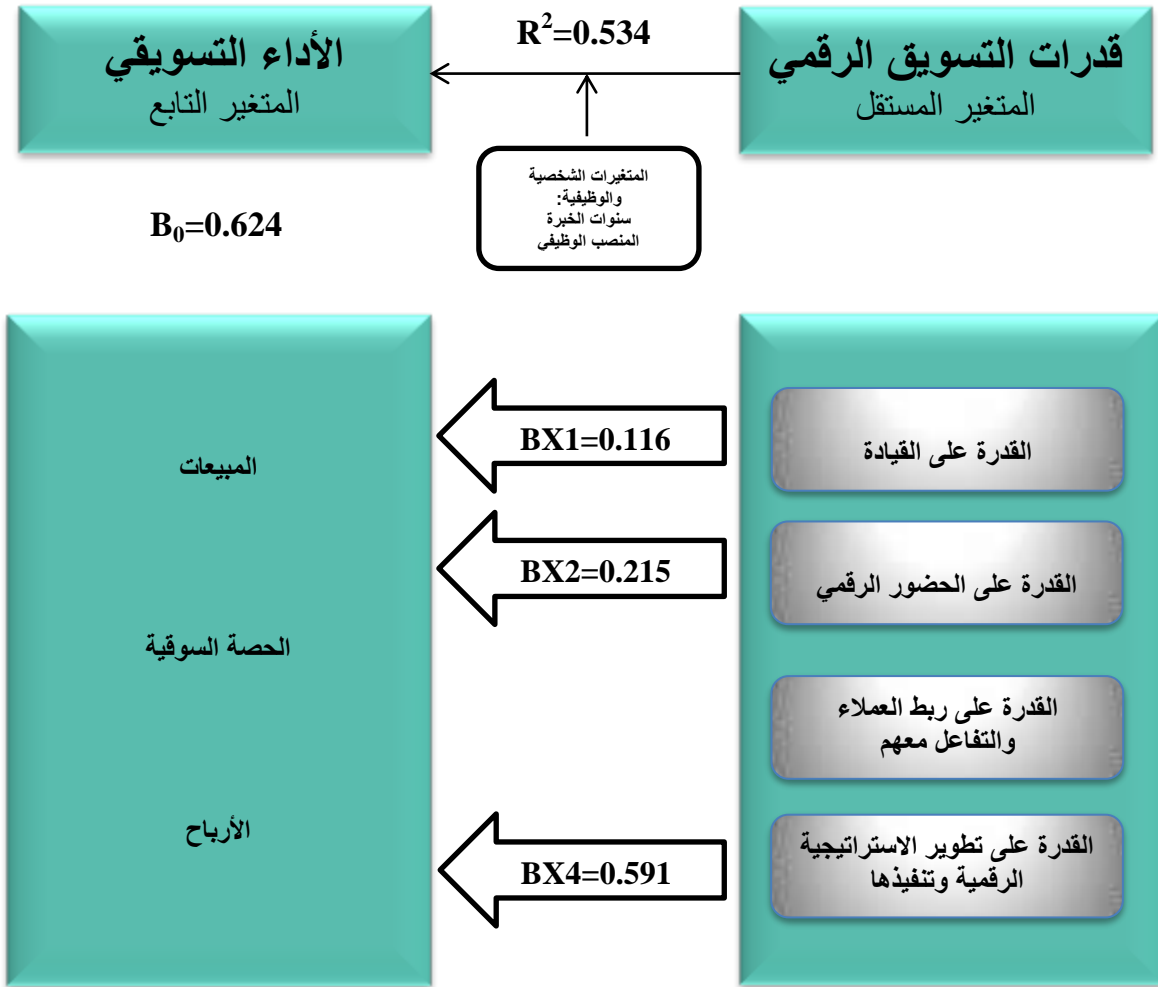 قدرات التسويق الرقمي
المتغير المستقل
R²=0.534
الأداء التسويقي
المتغير التابع
المتغيرات الشخصية
والوظيفية:
سنوات الخبرة
المنصب الوظيفي
B₀=0.624
القدرة على القيادة
BX1=0.116
القدرة على الحضور الرقمي
BX2=0.215
القدرة على ربط العملاء
والتفاعل معهم
القدرة على تطوير الاستراتيجية
الرقمية وتنفيذها
BX4=0.591
المبيعات
الحصة السوقية
الأرباح